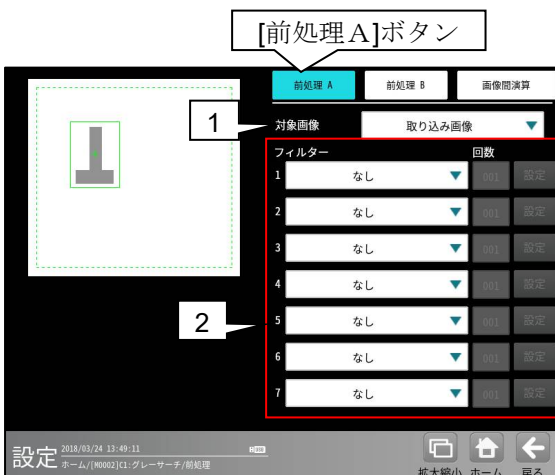 [前処理A]ボタン
前処理 A 前処理 B 画像間演算
1 対象画像 取り込み画像
フィルター 回数
1 なし 001 設定
2 なし 001 設定
3 なし 001 設定
4 なし 001 設定
2
5 なし 001 設定
6 なし 001 設定
7 なし 001 設定
設定 2018/03/24 13:49:11
ホーム/[M0002]C1:グレーサーチ/前処理
拡大縮小 ホーム 戻る